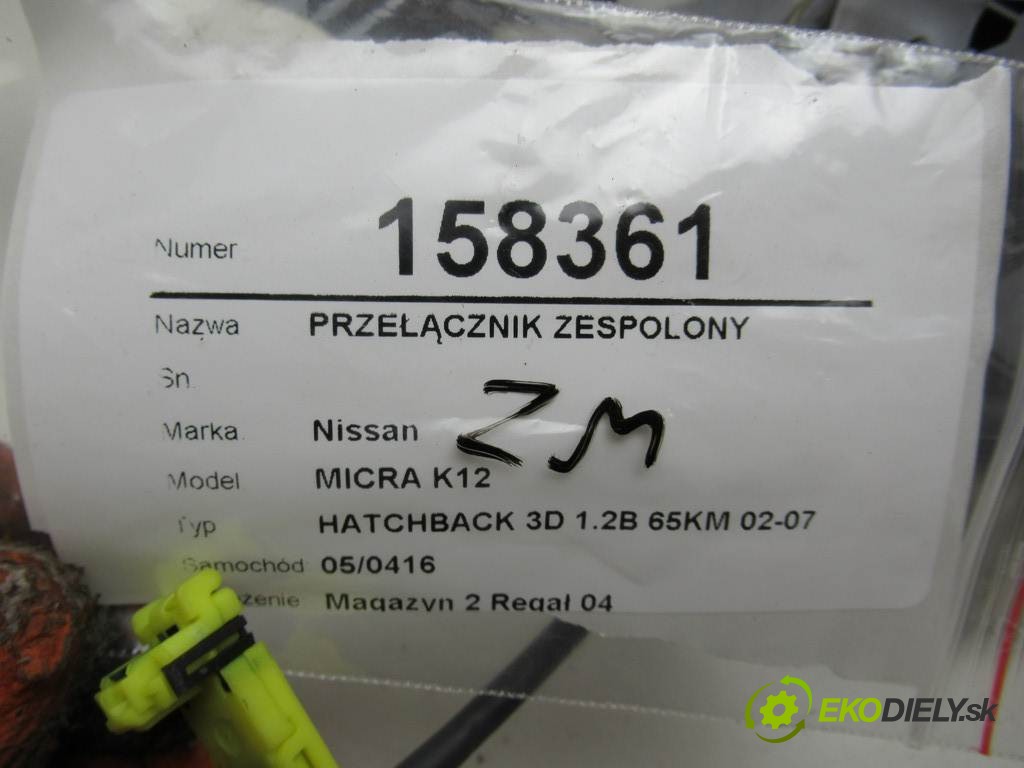 Numer 158361
Nazwa PRZEŁĄCZNIK ZESPOLONY
Sn.
ZM
Marka Nissan
Model MICRA K12
Typ HATCHBACK 3D 1.2B 65KM 02-07
Samochód 05/0416
Magazyn 2 Regał 04
EKODIELY.sk